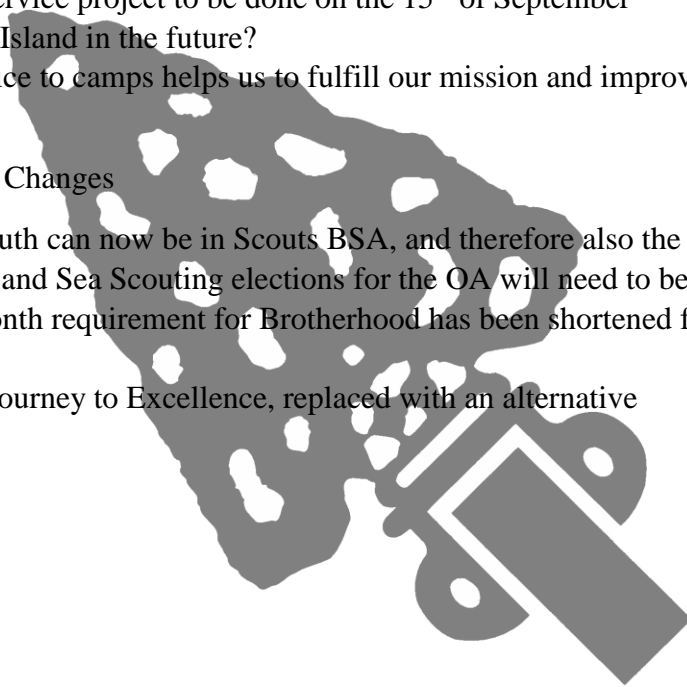 ervice project to be done on the 15th of September
Island in the future?
ice to camps helps us to fulfill our mission and improv
Changes
uth can now be in Scouts BSA, and therefore also the
and Sea Scouting elections for the OA will need to be
onth requirement for Brotherhood has been shortened f
ourney to Excellence, replaced with an alternative